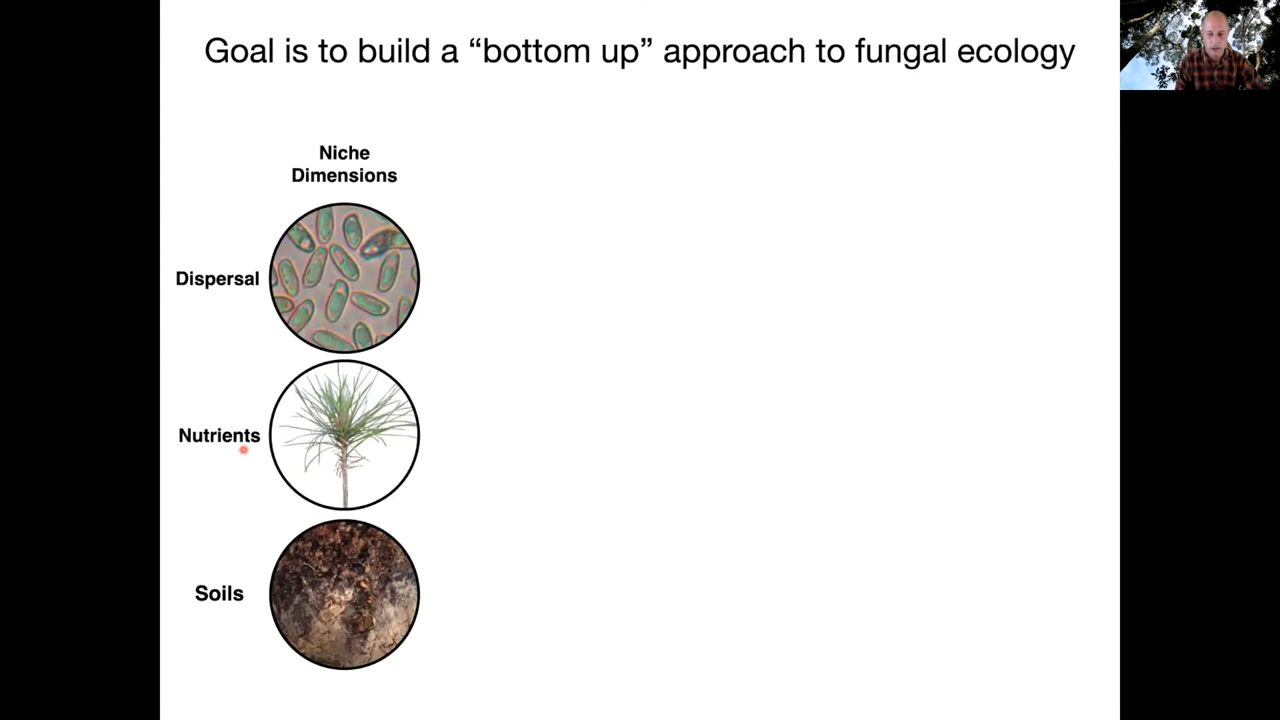 Goal is to build a “bottom up” approach to fungal ecology
Niche
Dimensions
Dispersal
Nutrients
Soils